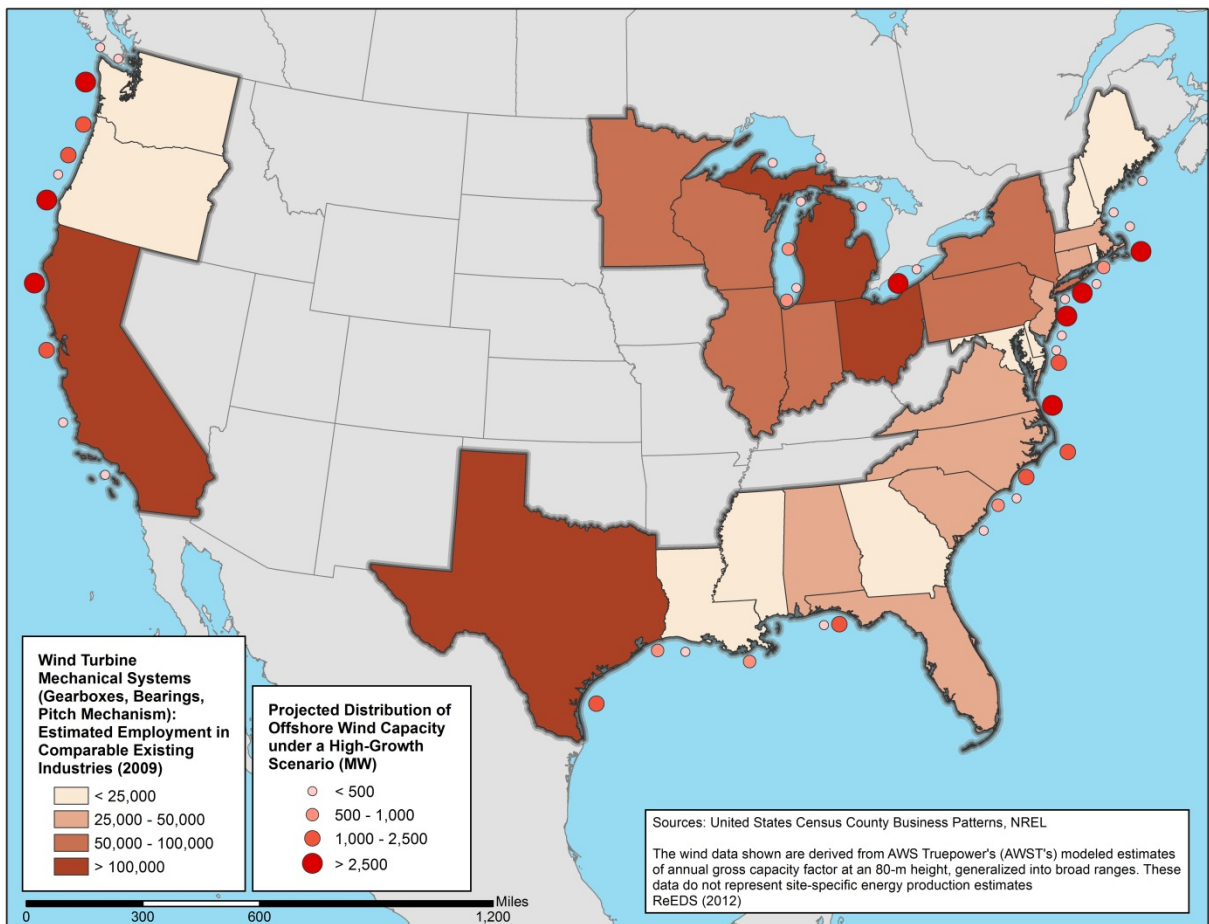 Wind Turbine
Mechanical Systems
(Gearboxes, Bearings,
Pitch Mechanism):
Estimated Employment in
Comparable Existing
Industries (2009)
< 25,000
25,000 - 50,000
50,000 - 100,000
> 100,000
Projected Distribution of
Offshore Wind Capacity
under a High-Growth
Scenario (MW)
< 500
500 - 1,000
1,000 - 2,500
> 2,500
Sources: United States Census County Business Patterns, NREL
The wind data shown are derived from AWS Truepower's (AWST's) modeled estimates
of annual gross capacity factor at an 80-m height, generalized into broad ranges. These
data do not represent site-specific energy production estimates
ReEDS (2012)
Miles
0 300 600 1,200